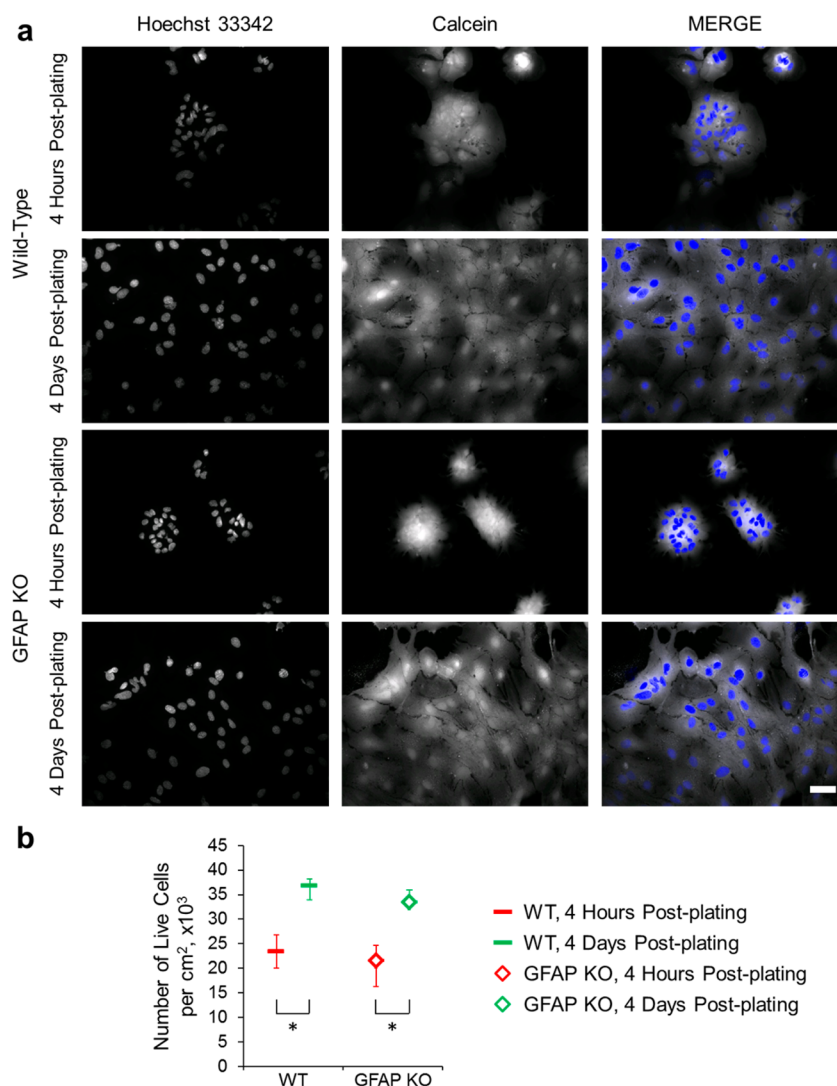 a
Hoechst 33342
Calcein
MERGE
Wild-Type
4 Hours Post-plating
4 Days Post-plating
GFAP KO
4 Hours Post-plating
4 Days Post-plating
b
Number of Live Cells
per cm², x10³
45
40
35
30
25
20
15
10
5
0
*
*
WT
GFAP KO
WT, 4 Hours Post-plating
WT, 4 Days Post-plating
GFAP KO, 4 Hours Post-plating
GFAP KO, 4 Days Post-plating